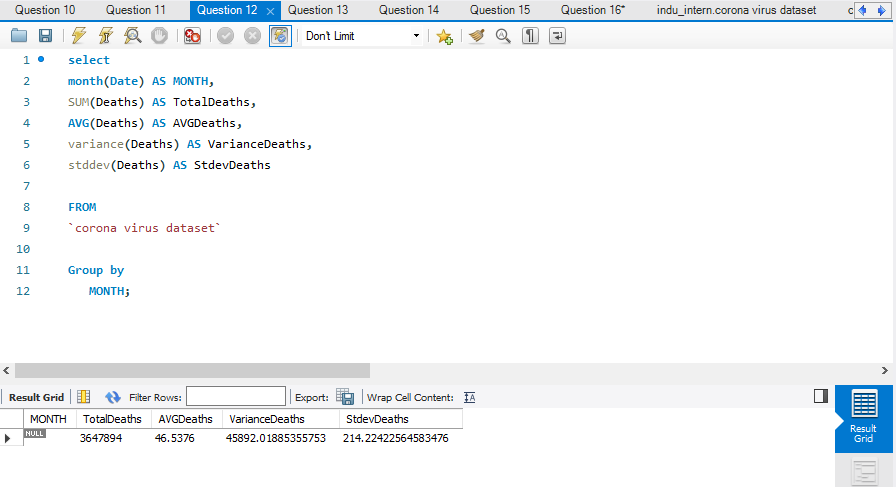 Question 10 Question 11 Question 12 Question 13 Question 14 Question 15 Question 16* indu_intern.corona virus dataset c
Don't Limit
1 select
2 month(Date) AS MONTH,
3 SUM(Deaths) AS TotalDeaths,
4 AVG(Deaths) AS AVGDeaths,
5 variance(Deaths) AS VarianceDeaths,
6 stddev(Deaths) AS StdevDeaths
7
8 FROM
9 `corona virus dataset`
10
11 Group by
12 MONTH;
Result Grid Filter Rows: Export: Wrap Cell Content: IA
MONTH TotalDeaths AVGDeaths VarianceDeaths StdevDeaths
NULL 3647894 46.5376 45892.01885355753 214.22422564583476
Result
Grid